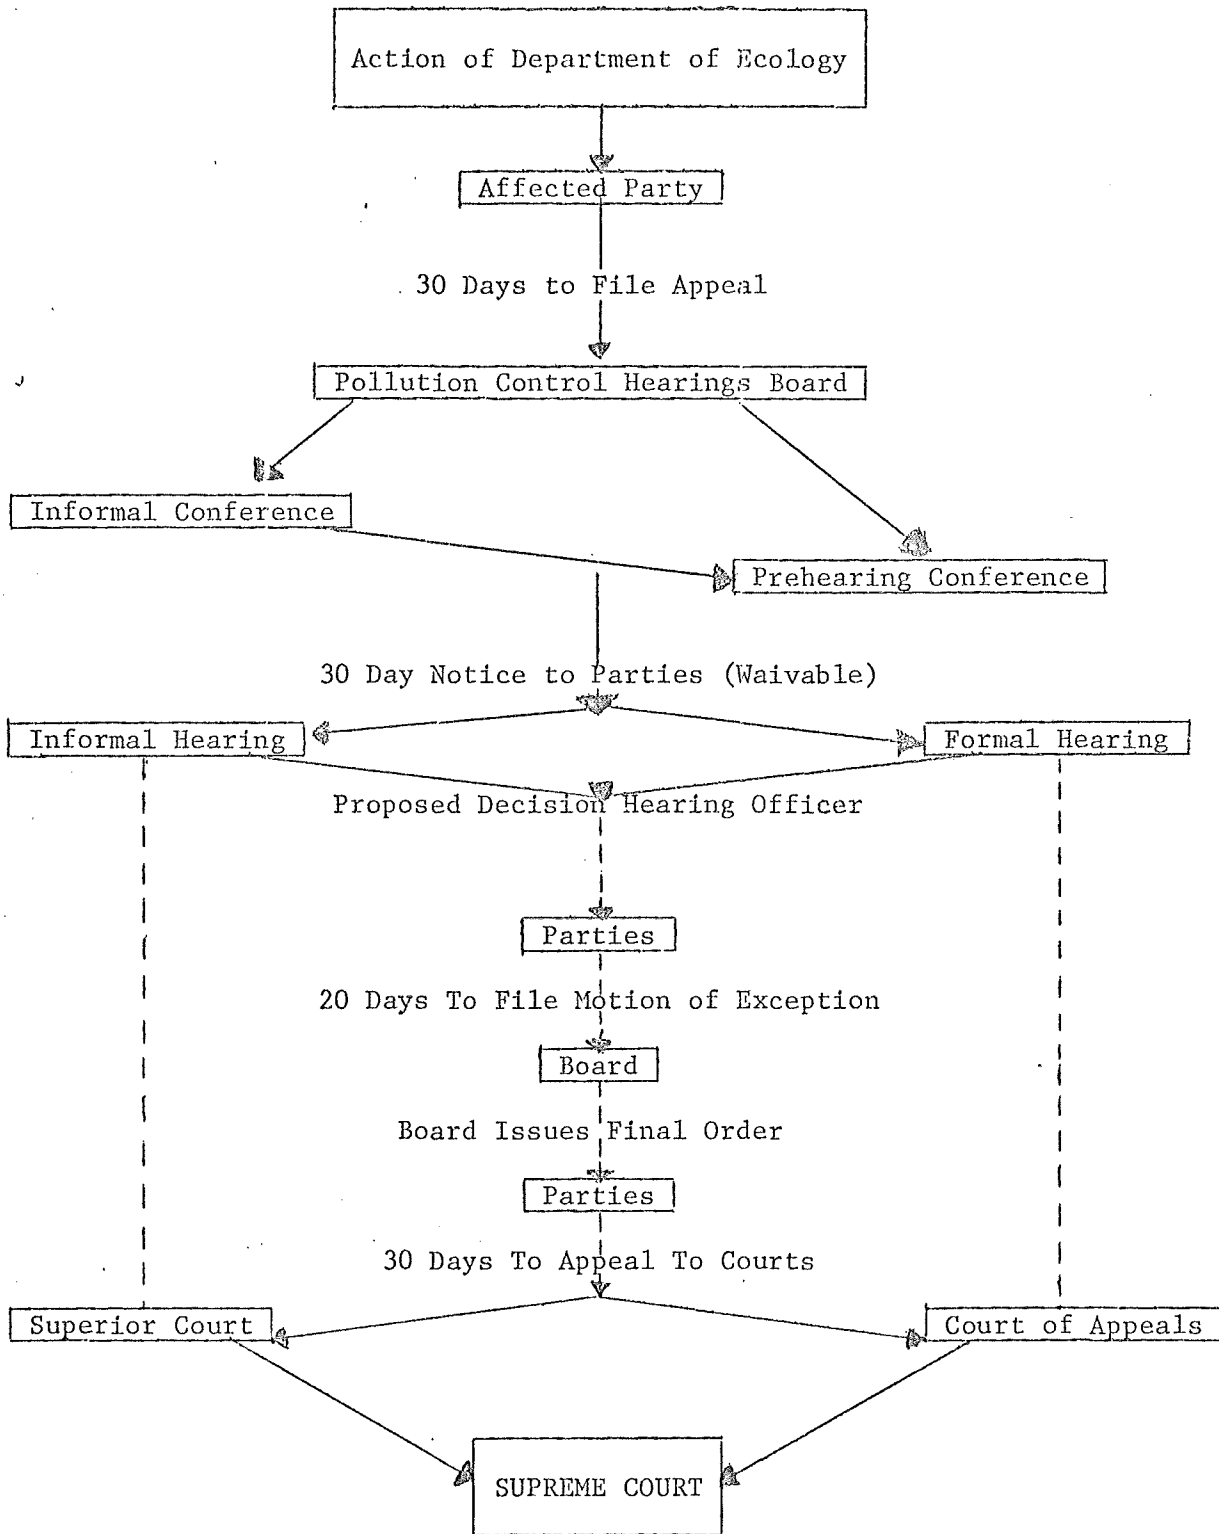 Action of Department of Ecology
Affected Party
30 Days to File Appeal
Pollution Control Hearings Board
Informal Conference
Prehearing Conference
30 Day Notice to Parties (Waivable)
Informal Hearing
Formal Hearing
Proposed Decision Hearing Officer
Parties
20 Days To File Motion of Exception
Board
Board Issues Final Order
Parties
30 Days To Appeal To Courts
Superior Court
Court of Appeals
SUPREME COURT